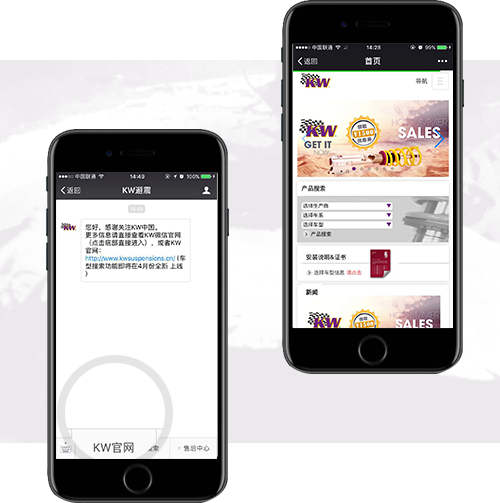 中国联通 14:28 99%
返回 首页
KW 导航
KW
GET IT
NOW
¥1500
SALES
产品搜索
选择生产商
选择车系
选择车型
> 产品搜索
安装说明&证书
选择车型信息 请点击
新闻
KW
SALES
中国联通 14:49 100%
返回 KW避震
KW
您好，感谢关注KW中国。
更多信息请直接查看KW微信官网
（点击底部直接进入），或者KW
官网：
http://www.kwsuspensions.cn/ (车
型搜索功能即将在4月份全新 上线
)
KW官网 搜索 售后中心